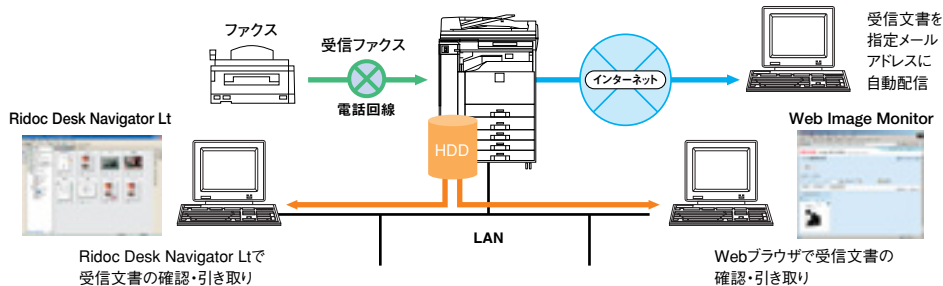 ファクス
受信ファクス
電話回線
インターネット
受信文書を
指定メール
アドレスに
自動配信
Ridoc Desk Navigator Lt
HDD
Web Image Monitor
LAN
Ridoc Desk Navigator Ltで
受信文書の確認・引き取り
Webブラウザで受信文書の
確認・引き取り